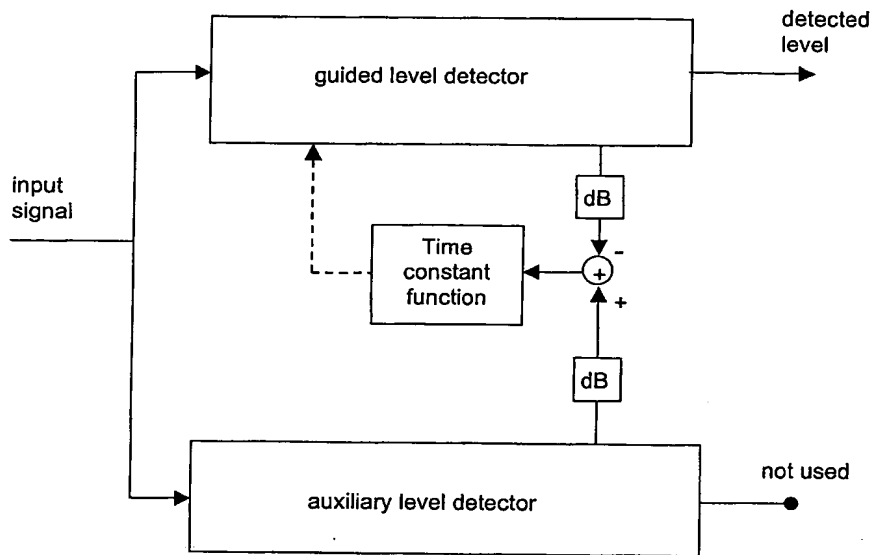 detected
level
guided level detector
input
signal
dB
-
Time
constant
function
+
+
dB
not used
auxiliary level detector